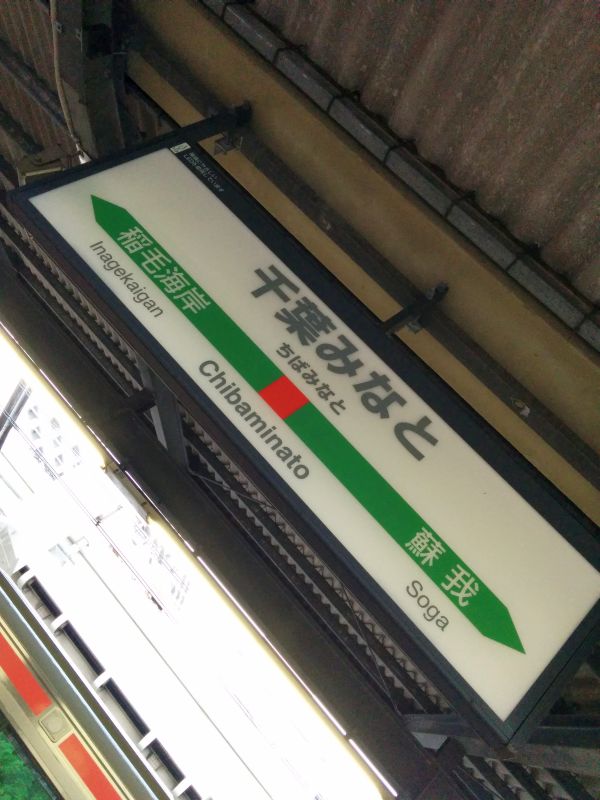 千葉みなと
ちばみなと
稲毛海岸
蘇我
Inagekaigan
Chibaminato
Soga